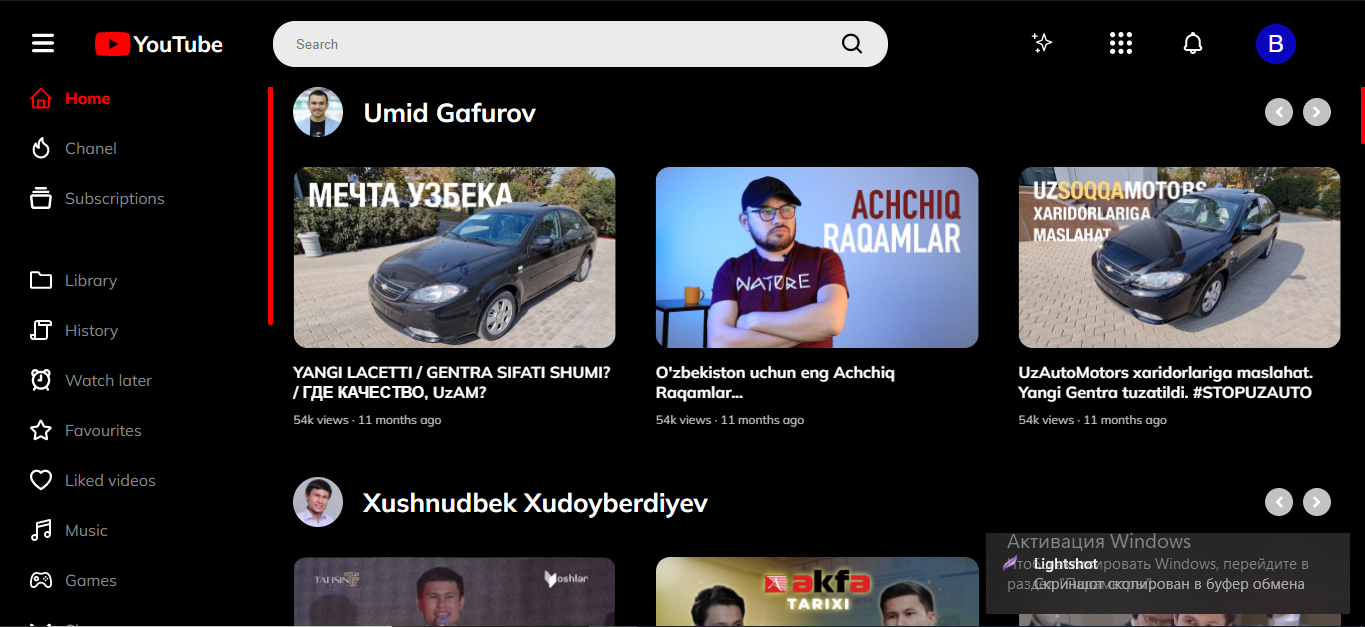 YouTube
Search
B
Home
Chanel
Subscriptions
Library
History
Watch later
Favourites
Liked videos
Music
Games
Umid Gafurov
МЕЧТА УЗБЕКА
ACHCHIQ
RAQAMLAR
NATURE
UZSOQQAMOTORS
XARIDORLARIGA
MASLAHAT
YANGI LACETTI / GENTRA SIFATI SHUMI?
/ ГДЕ КАЧЕСТВО, UzAM?
54k views · 11 months ago
O'zbekiston uchun eng Achchiq
Raqamlar...
54k views · 11 months ago
UzAutoMotors xaridorlariga maslahat.
Yangi Gentra tuzatildi. #STOPUZAUTO
54k views · 11 months ago
Xushnudbek Xudoyberdiyev
Yoshlar
akfa
TARIXI
Активация Windows
Lightshot
Чтобы активировать Windows, перейдите в
раздел "Параметры".
Скриншот скопирован в буфер обмена